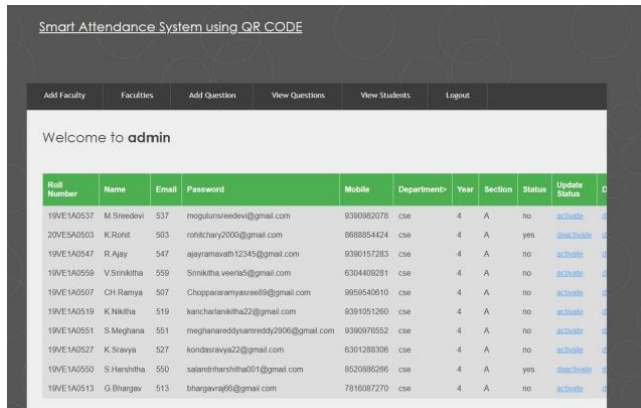 Smart Attendance System using QR CODE
Add Faculty Faculties Add Question View Questions View Students Logout
Welcome to admin
Roll Number Name Email Password Mobile Department> Year Section Status Update Status D
19VE1A0537 M.Sreedevi 537 mogulurisreedevi@gmail.com 9390982078 cse 4 A no activate d
20VE5A0503 K.Rohit 503 rohitchary2000@gmail.com 8688854424 cse 4 A yes deactivate d
19VE1A0547 R.Ajay 547 ajayramavath12345@gmail.com 9390157283 cse 4 A no activate d
19VE1A0559 V.Srinikitha 559 Srinikitha.veerla5@gmail.com 6304409281 cse 4 A no activate d
19VE1A0507 CH.Ramya 507 Choppararamyasree89@gmail.com 9959540610 cse 4 A no activate d
19VE1A0519 K.Nikitha 519 kancharlanikitha22@gmail.com 9391051260 cse 4 A no activate d
19VE1A0551 S.Meghana 551 meghanareddysamreddy2906@gmail.com 9390976552 cse 4 A no activate d
19VE1A0527 K.Sravya 527 kondasravya22@gmail.com 6301288306 cse 4 A no activate d
19VE1A0550 S.Harshitha 550 salandriharshitha001@gmail.com 8520886266 cse 4 A yes deactivate d
19VE1A0513 G.Bhargav 513 bhargavraj66@gmail.com 7816087270 cse 4 A no activate d